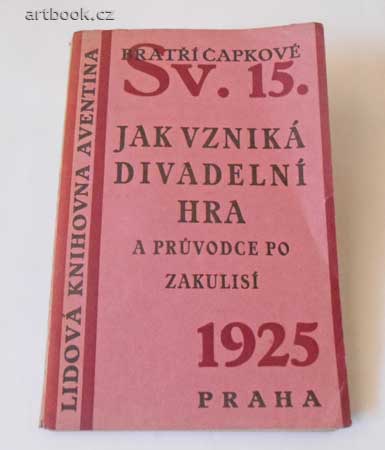 artbook.cz
BRATŘÍ ČAPKOVÉ
Sv. 15.
JAK VZNIKÁ
DIVADELNÍ
HRA
A PRŮVODCE PO
ZAKULISÍ
1925
PRAHA
LIDOVÁ KNIHOVNA AVENTINA